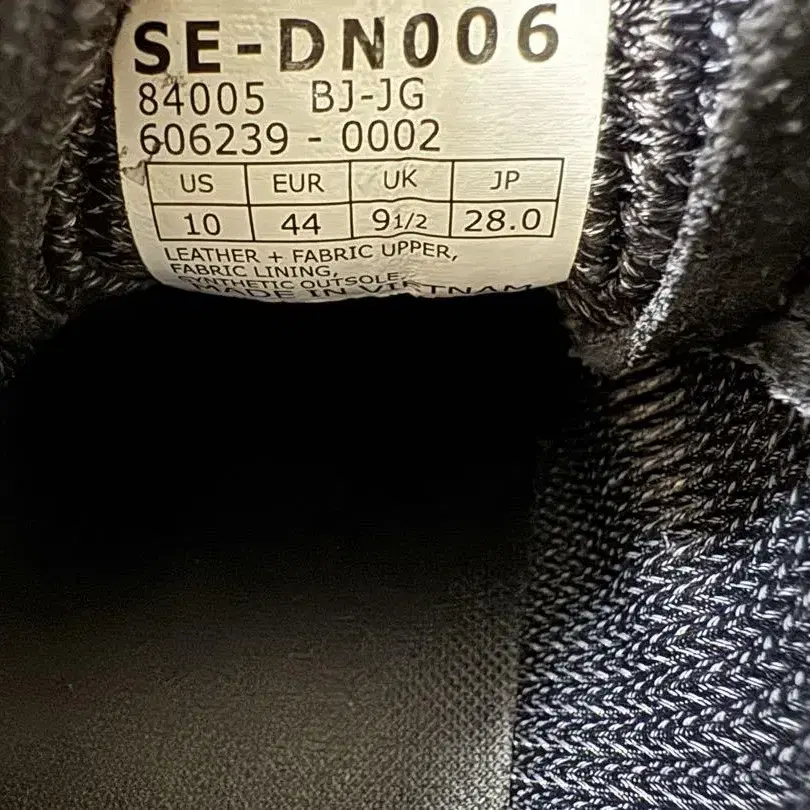 SE-DN006
84005 BJ-JG
606239 - 0002
US EUR UK JP
10 44 9 1/2 28.0
LEATHER + FABRIC UPPER,
FABRIC LINING,
SYNTHETIC OUTSOLE
MADE IN VIETNAM